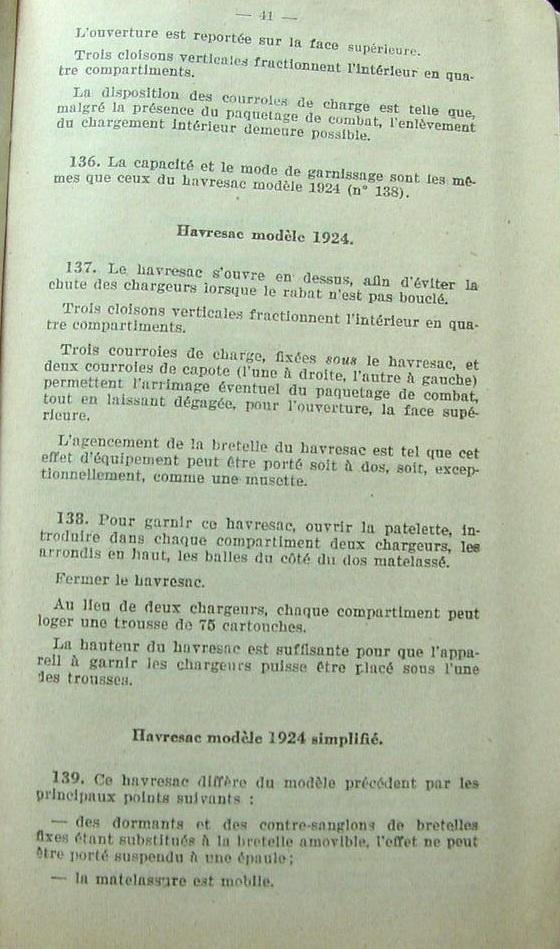 — 41 —
L'ouverture est reportée sur la face supérieure.
Trois cloisons verticales fractionnent l'intérieur en qua-
tre compartiments.
La disposition des courroies de charge est telle que,
malgré la présence du paquetage de combat, l'enlèvement
du chargement intérieur demeure possible.
136. La capacité et le mode de garnissage sont les mê-
mes que ceux du havresac modèle 1924 (n° 138).
Havresac modèle 1924.
137. Le havresac s'ouvre en dessus, afin d'éviter la
chute des chargeurs lorsque le rabat n'est pas bouclé.
Trois cloisons verticales fractionnent l'intérieur en qua-
tre compartiments.
Trois courroies de charge, fixées sous le havresac, et
deux courroies de capote (l'une à droite, l'autre à gauche)
permettent l'arrimage éventuel du paquetage de combat,
tout en laissant dégagée, pour l'ouverture, la face supé-
rieure.
L'agencement de la bretelle du havresac est tel que cet
effet d'équipement peut être porté soit à dos, soit, excep-
tionnellement, comme une musette.
138. Pour garnir ce havresac, ouvrir la patelette, in-
troduire dans chaque compartiment deux chargeurs, les
arrondis en haut, les balles du côté du dos matelassé.
Fermer le havresac.
Au lieu de deux chargeurs, chaque compartiment peut
loger une trousse de 75 cartouches.
La hauteur du havresac est suffisante pour que l'appa-
reil à garnir les chargeurs puisse être placé sous l'une
des trousses.
Havresac modèle 1924 simplifié.
139. Ce havresac diffère du modèle précédent par les
principaux points suivants :
— des dormants et des contre-sanglons de bretelles
fixes étant substitués à la bretelle amovible, l'effet ne peut
être porté suspendu à une épaule;
— la matelassure est mobile.